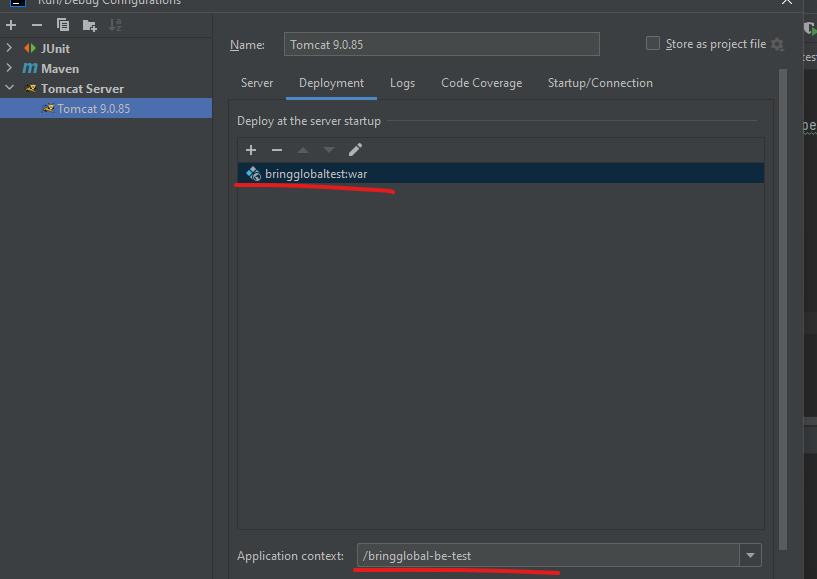 Run/Debug Configurations
JUnit
Maven
Tomcat Server
Tomcat 9.0.85
Name: Tomcat 9.0.85
Store as project file
Server Deployment Logs Code Coverage Startup/Connection
Deploy at the server startup
bringglobaltest:war
Application context: /bringglobal-be-test